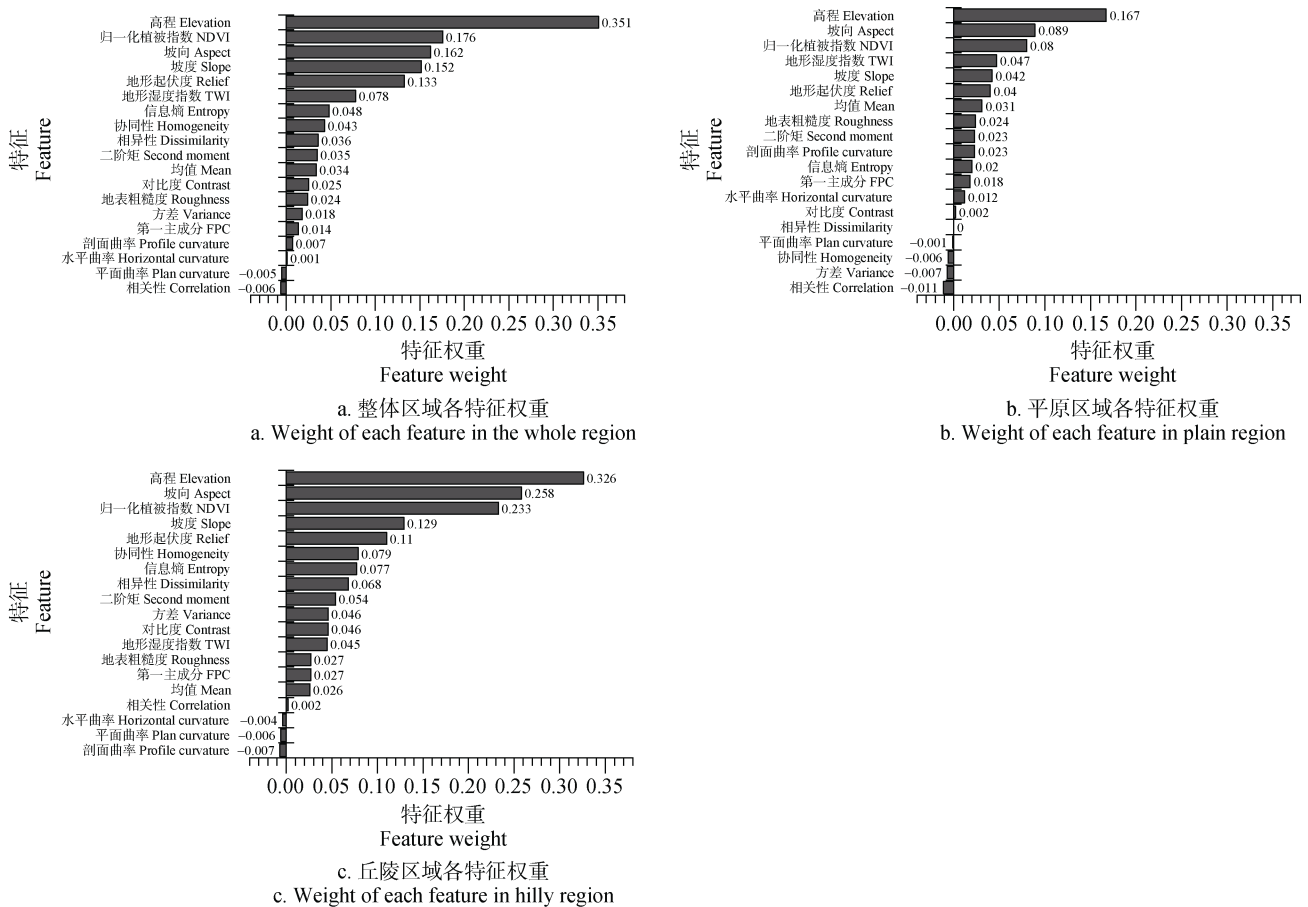 高程 Elevation 0.351
归一化植被指数 NDVI 0.176
坡向 Aspect 0.162
坡度 Slope 0.152
地形起伏度 Relief 0.133
地形湿度指数 TWI 0.078
信息熵 Entropy 0.048
协同性 Homogeneity 0.043
相异性 Dissimilarity 0.036
二阶矩 Second moment 0.035
均值 Mean 0.034
对比度 Contrast 0.025
地表粗糙度 Roughness 0.024
方差 Variance 0.018
第一主成分 FPC 0.014
剖面曲率 Profile curvature 0.007
水平曲率 Horizontal curvature 0.001
平面曲率 Plan curvature −0.005
相关性 Correlation −0.006
特征
Feature
0.00 0.05 0.10 0.15 0.20 0.25 0.30 0.35
特征权重
Feature weight
a. 整体区域各特征权重
a. Weight of each feature in the whole region
高程 Elevation 0.167
坡向 Aspect 0.089
归一化植被指数 NDVI 0.08
地形湿度指数 TWI 0.047
坡度 Slope 0.042
地形起伏度 Relief 0.04
均值 Mean 0.031
地表粗糙度 Roughness 0.024
二阶矩 Second moment 0.023
剖面曲率 Profile curvature 0.023
信息熵 Entropy 0.02
第一主成分 FPC 0.018
水平曲率 Horizontal curvature 0.012
对比度 Contrast 0.002
相异性 Dissimilarity 0
平面曲率 Plan curvature −0.001
协同性 Homogeneity −0.006
方差 Variance −0.007
相关性 Correlation −0.011
特征
Feature
0.00 0.05 0.10 0.15 0.20 0.25 0.30 0.35
特征权重
Feature weight
b. 平原区域各特征权重
b. Weight of each feature in plain region
高程 Elevation 0.326
坡向 Aspect 0.258
归一化植被指数 NDVI 0.233
坡度 Slope 0.129
地形起伏度 Relief 0.11
协同性 Homogeneity 0.079
信息熵 Entropy 0.077
相异性 Dissimilarity 0.068
二阶矩 Second moment 0.054
方差 Variance 0.046
对比度 Contrast 0.046
地形湿度指数 TWI 0.045
地表粗糙度 Roughness 0.027
第一主成分 FPC 0.027
均值 Mean 0.026
相关性 Correlation 0.002
水平曲率 Horizontal curvature −0.004
平面曲率 Plan curvature −0.006
剖面曲率 Profile curvature −0.007
特征
Feature
0.00 0.05 0.10 0.15 0.20 0.25 0.30 0.35
特征权重
Feature weight
c. 丘陵区域各特征权重
c. Weight of each feature in hilly region